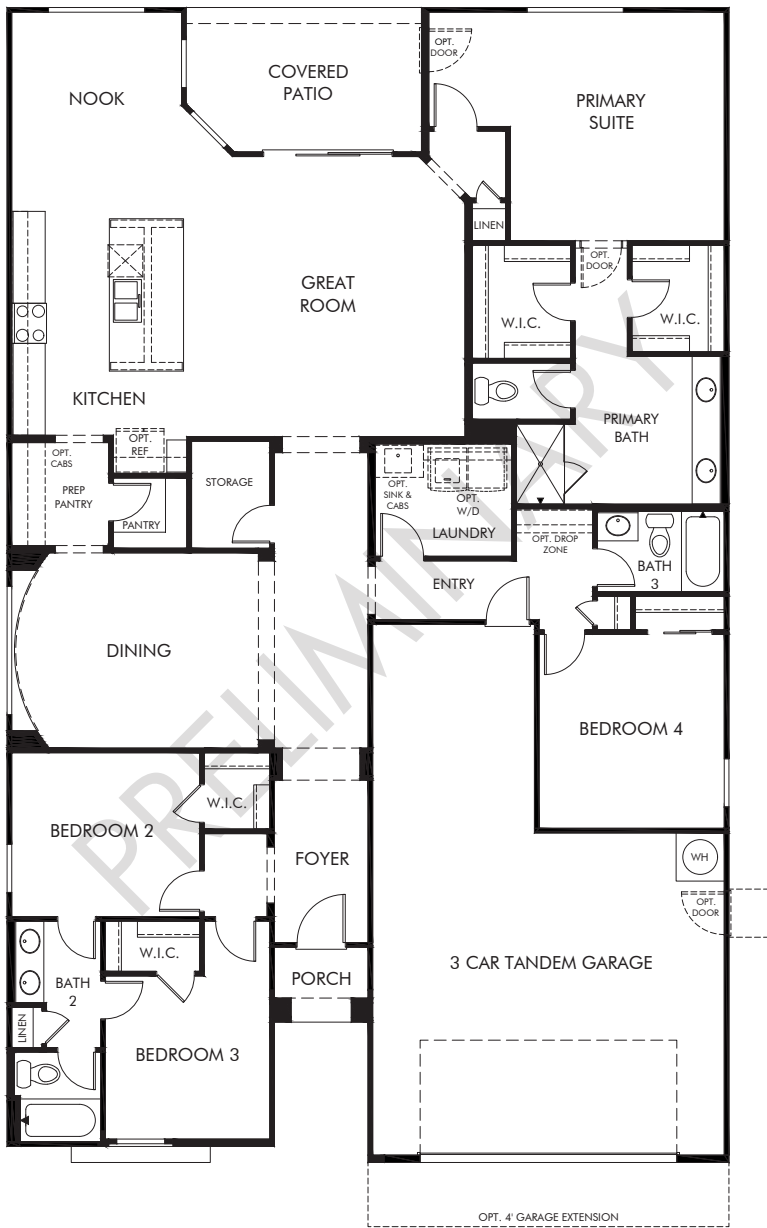 NOOK
COVERED
PATIO
OPT.
DOOR
PRIMARY
SUITE
LINEN
GREAT
ROOM
OPT.
DOOR
W.I.C.
W.I.C.
KITCHEN
PRIMARY
BATH
OPT.
CABS
OPT.
REF
PREP
PANTRY
PANTRY
STORAGE
OPT.
SINK &
CABS
OPT.
W/D
LAUNDRY
OPT. DROP
ZONE
BATH
3
ENTRY
DINING
BEDROOM 4
W.I.C.
BEDROOM 2
FOYER
WH
OPT.
DOOR
W.I.C.
BATH
2
PORCH
3 CAR TANDEM GARAGE
LINEN
BEDROOM 3
OPT. 4' GARAGE EXTENSION
PRELIMINARY